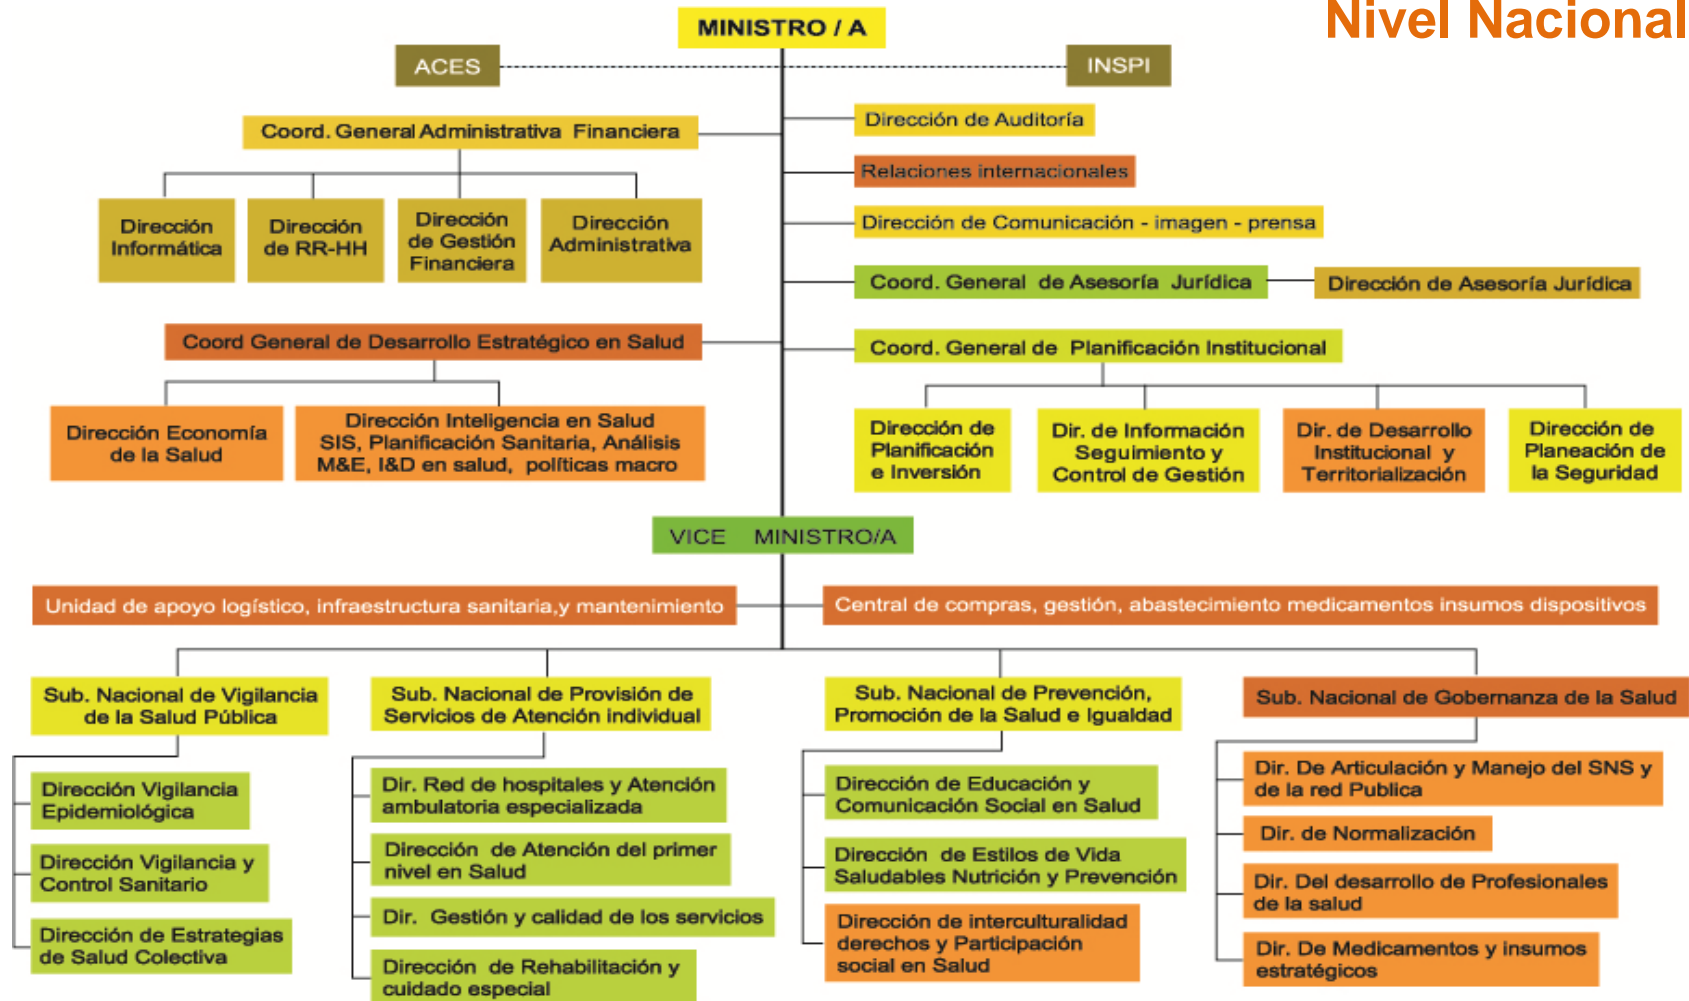 Nivel Nacional
MINISTRO / A
ACES
INSPI
Coord. General Administrativa Financiera
Dirección
Informática
Dirección
de RR-HH
Dirección
de Gestión
Financiera
Dirección
Administrativa
Dirección de Auditoría
Relaciones internacionales
Dirección de Comunicación - imagen - prensa
Coord. General de Asesoría Jurídica
Dirección de Asesoría Jurídica
Coord General de Desarrollo Estratégico en Salud
Dirección Economía
de la Salud
Dirección Inteligencia en Salud
SIS, Planificación Sanitaria, Análisis
M&E, I&D en salud, políticas macro
Coord. General de Planificación Institucional
Dirección de
Planificación
e Inversión
Dir. de Información
Seguimiento y
Control de Gestión
Dir. de Desarrollo
Institucional y
Territorialización
Dirección de
Planeación de
la Seguridad
VICE MINISTRO/A
Unidad de apoyo logístico, infraestructura sanitaria,y mantenimiento
Central de compras, gestión, abastecimiento medicamentos insumos dispositivos
Sub. Nacional de Vigilancia
de la Salud Pública
Dirección Vigilancia
Epidemiológica
Dirección Vigilancia y
Control Sanitario
Dirección de Estrategias
de Salud Colectiva
Sub. Nacional de Provisión de
Servicios de Atención individual
Dir. Red de hospitales y Atención
ambulatoria especializada
Dirección de Atención del primer
nivel en Salud
Dir. Gestión y calidad de los servicios
Dirección de Rehabilitación y
cuidado especial
Sub. Nacional de Prevención,
Promoción de la Salud e Igualdad
Dirección de Educación y
Comunicación Social en Salud
Dirección de Estilos de Vida
Saludables Nutrición y Prevención
Dirección de interculturalidad
derechos y Participación
social en Salud
Sub. Nacional de Gobernanza de la Salud
Dir. De Articulación y Manejo del SNS y
de la red Publica
Dir. de Normalización
Dir. Del desarrollo de Profesionales
de la salud
Dir. De Medicamentos y insumos
estratégicos